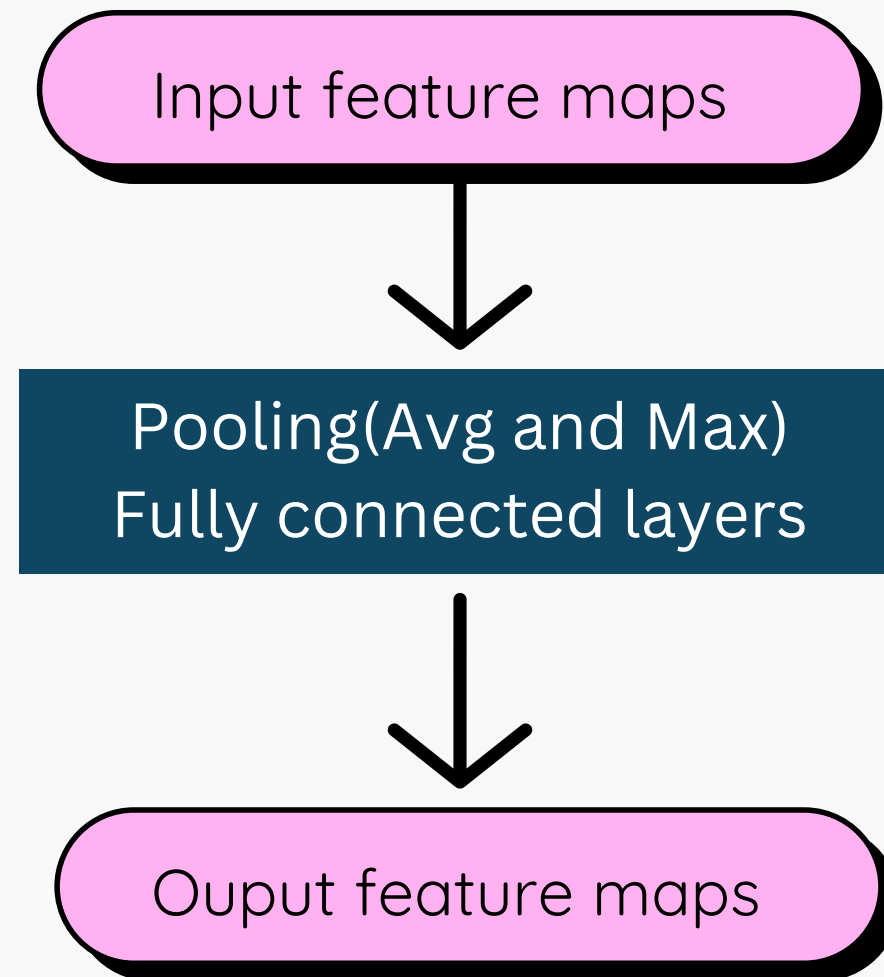 Input feature maps
Pooling(Avg and Max)
Fully connected layers
Ouput feature maps